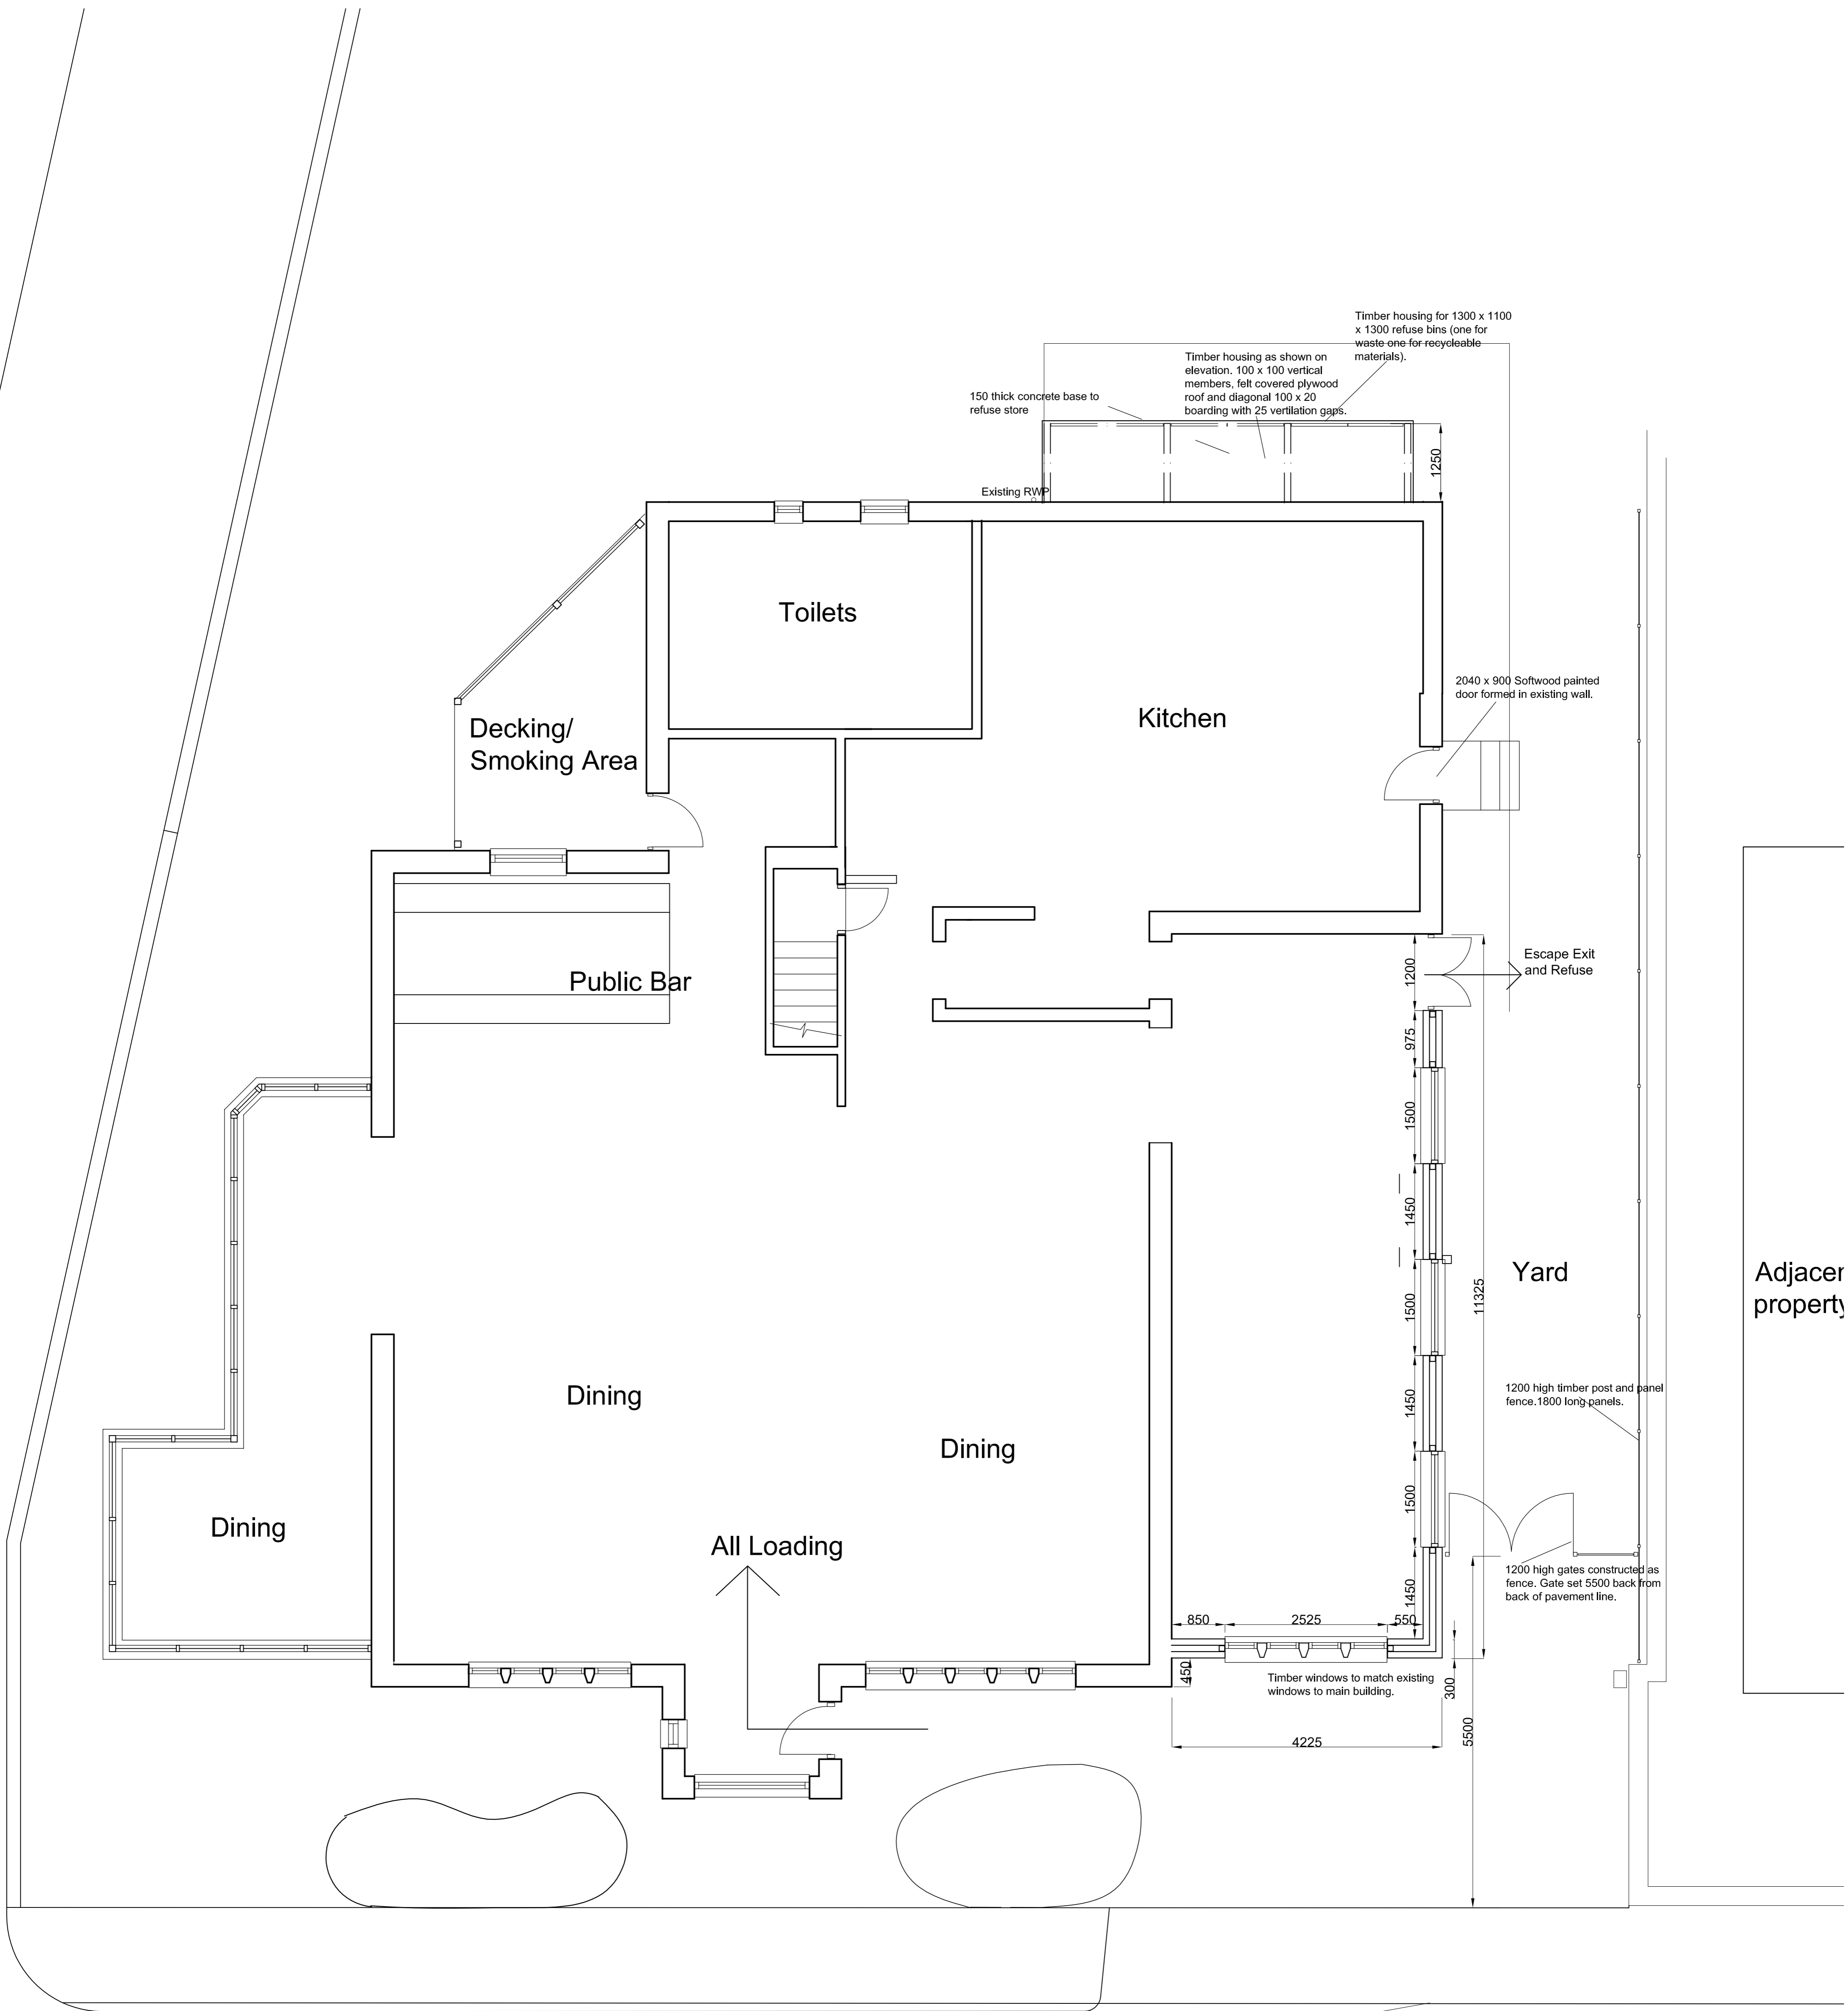 Timber housing for 1300 x 1100
x 1300 refuse bins (one for
waste one for recycleable
materials).
Timber housing as shown on
elevation. 100 x 100 vertical
members, felt covered plywood
roof and diagonal 100 x 20
boarding with 25 vertilation gaps.
150 thick concrete base to
refuse store
1250
Existing RWP
Toilets
2040 x 900 Softwood painted
door formed in existing wall.
Kitchen
Decking/
Smoking Area
Public Bar
Escape Exit
and Refuse
1200
975
1500
1450
1500
1450
1500
1450
11325
Yard
Adjacen
property
1200 high timber post and panel
fence.1800 long panels.
Dining
Dining
Dining
All Loading
1200 high gates constructed as
fence. Gate set 5500 back from
back of pavement line.
850
2525
550
450
Timber windows to match existing
windows to main building.
300
5500
4225